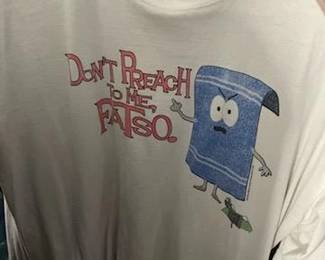 DON'T PREACH
TO ME,
FATSO.